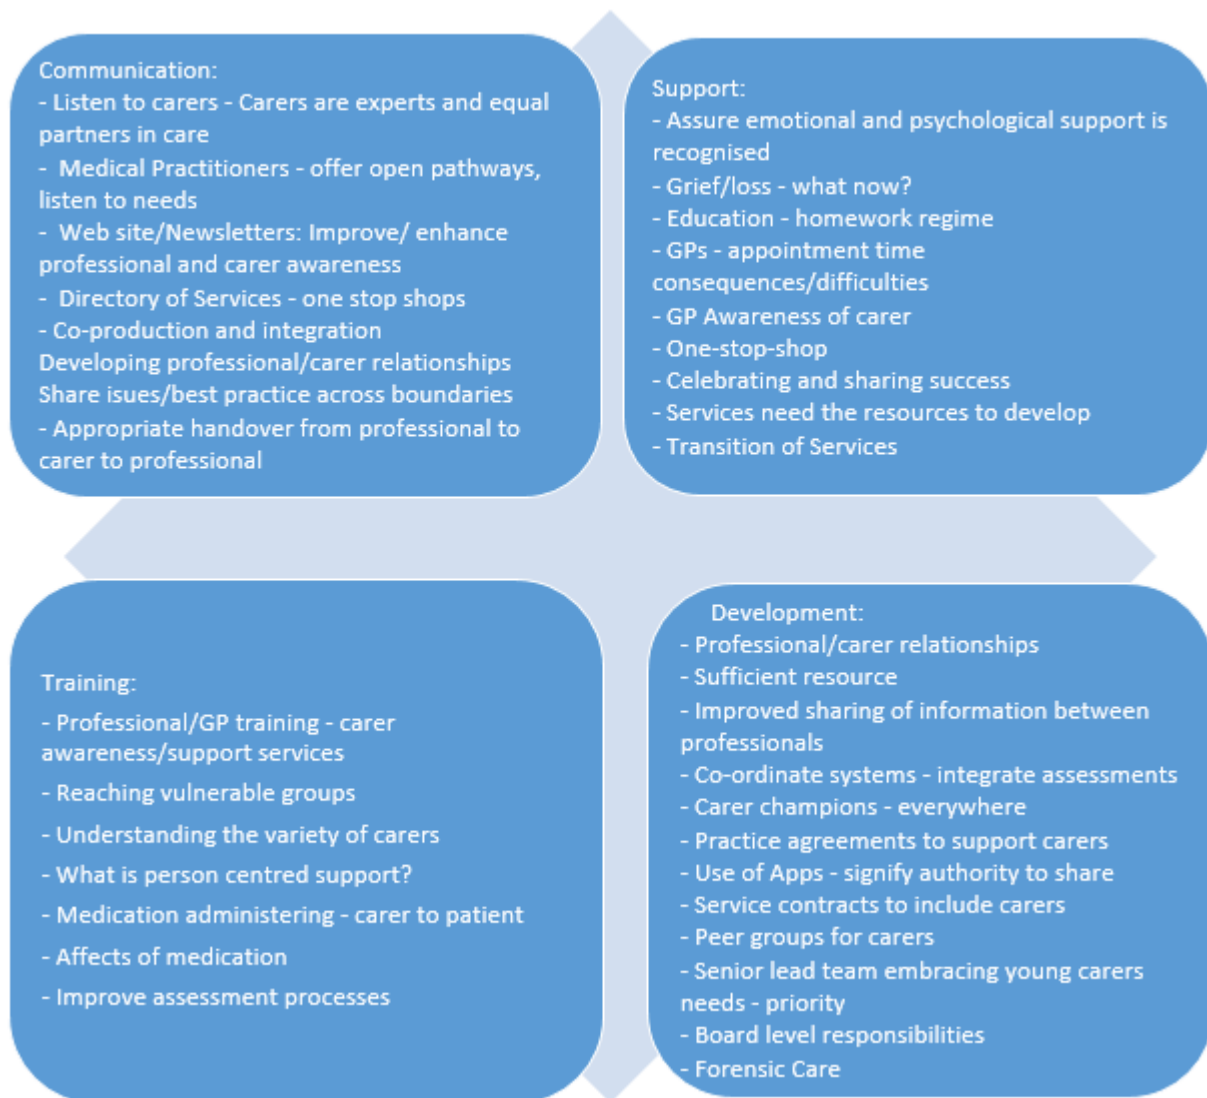 Communication:
- Listen to carers - Carers are experts and equal
partners in care
- Medical Practitioners - offer open pathways,
listen to needs
- Web site/Newsletters: Improve/ enhance
professional and carer awareness
- Directory of Services - one stop shops
- Co-production and integration
Developing professional/carer relationships
Share isues/best practice across boundaries
- Appropriate handover from professional to
carer to professional
Support:
- Assure emotional and psychological support is
recognised
- Grief/loss - what now?
- Education - homework regime
- GPs - appointment time
consequences/difficulties
- GP Awareness of carer
- One-stop-shop
- Celebrating and sharing success
- Services need the resources to develop
- Transition of Services
Training:
- Professional/GP training - carer
awareness/support services
- Reaching vulnerable groups
- Understanding the variety of carers
- What is person centred support?
- Medication administering - carer to patient
- Affects of medication
- Improve assessment processes
Development:
- Professional/carer relationships
- Sufficient resource
- Improved sharing of information between
professionals
- Co-ordinate systems - integrate assessments
- Carer champions - everywhere
- Practice agreements to support carers
- Use of Apps - signify authority to share
- Service contracts to include carers
- Peer groups for carers
- Senior lead team embracing young carers
needs - priority
- Board level responsibilities
- Forensic Care